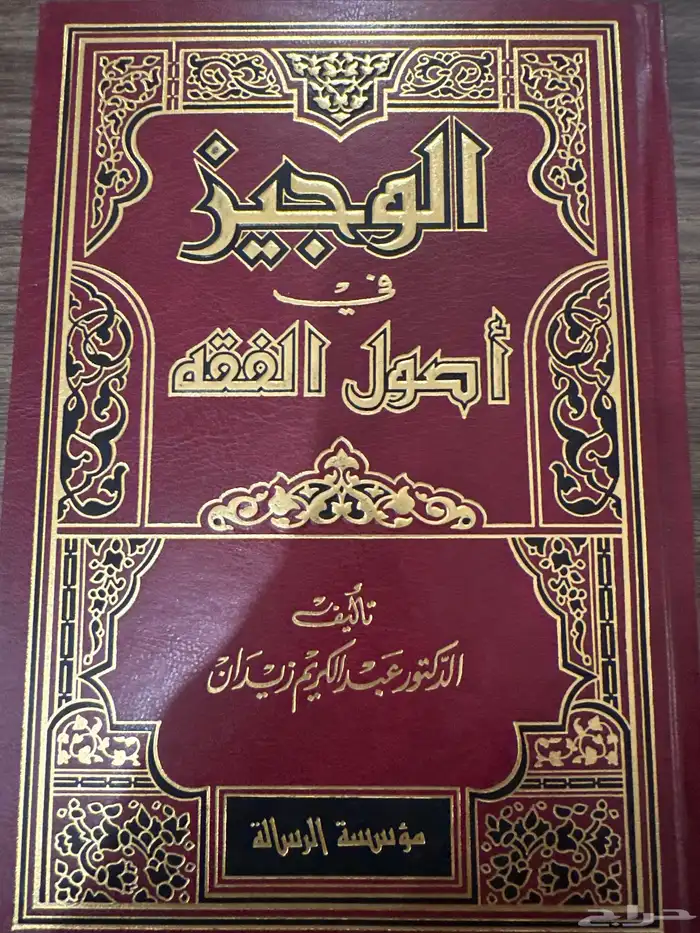 الوجيز
في
أصول الفقه
تأليف
الدكتور عبد الكريم زيدان
مؤسسة الرسالة
حراج